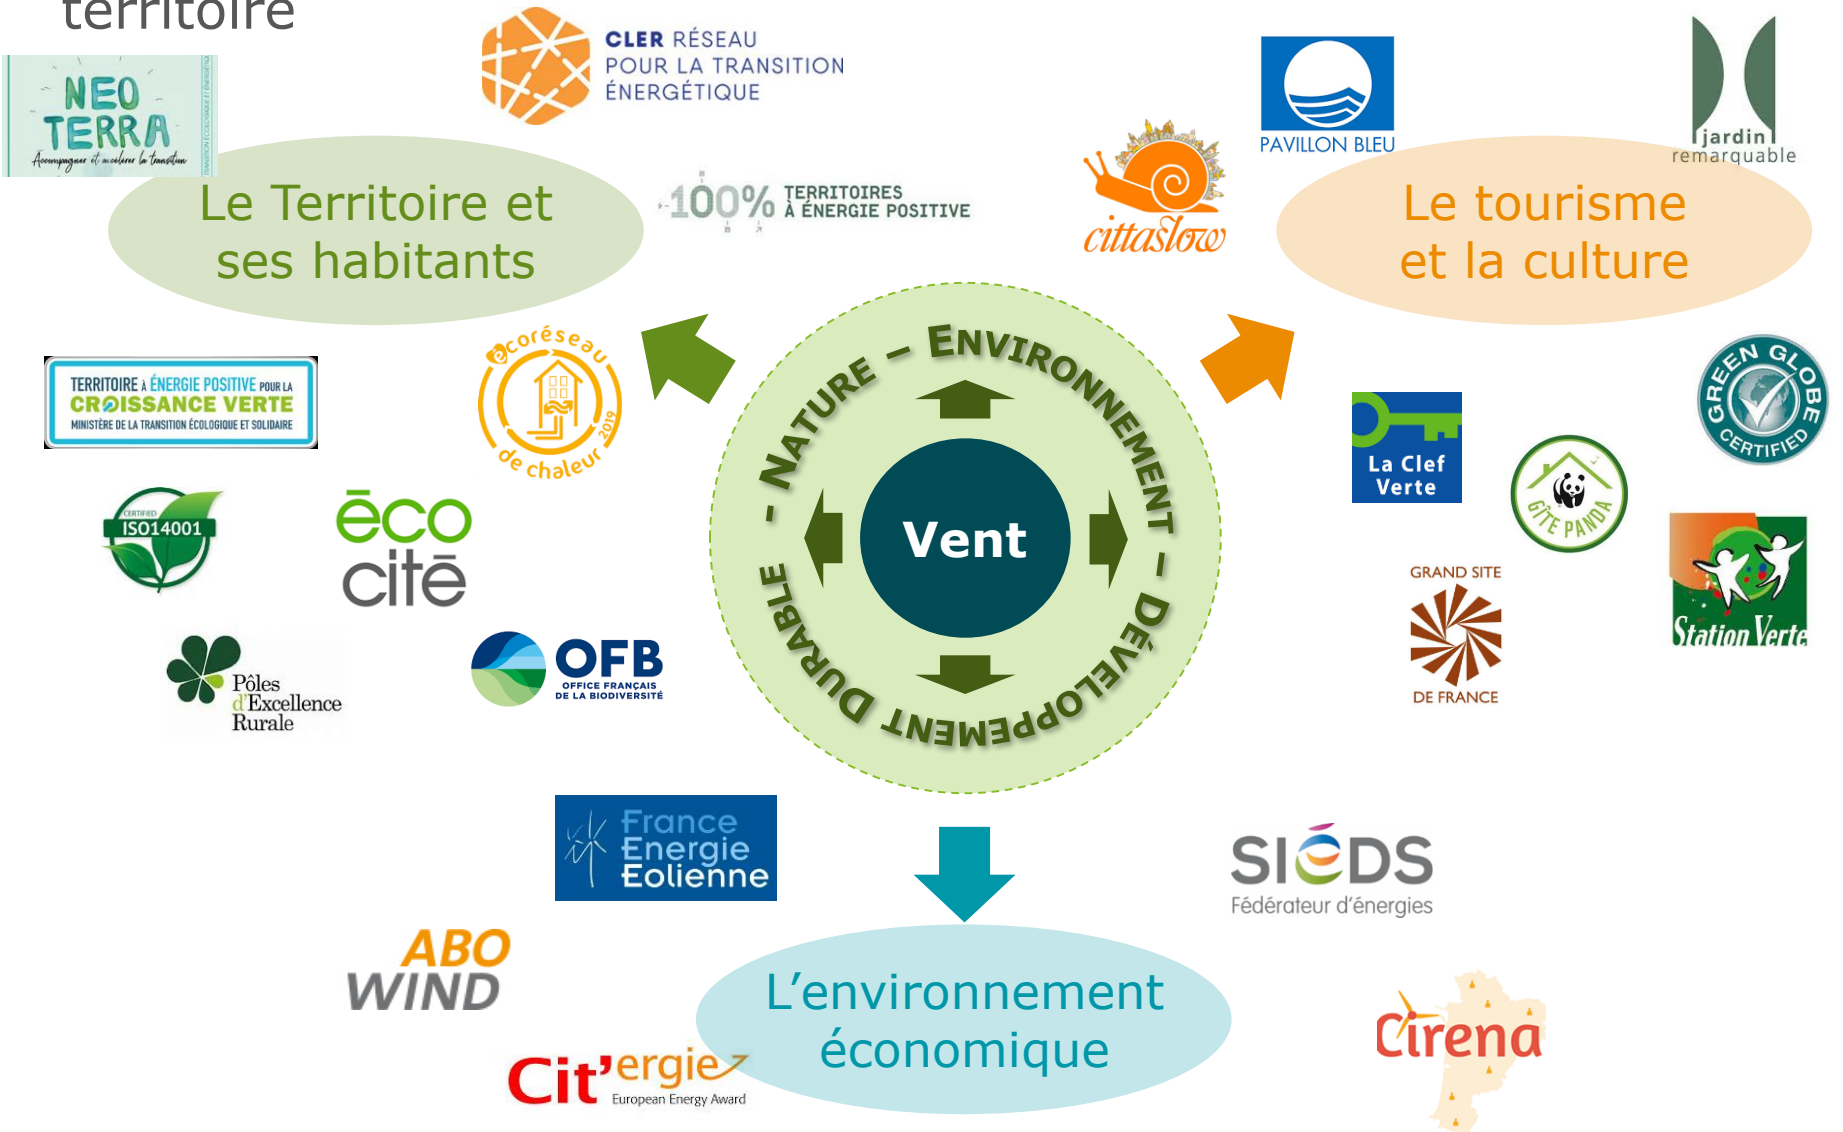 territoire
NEO
TERRA
Accompagner et accélérer la transition
CLER RÉSEAU
POUR LA TRANSITION
ÉNERGÉTIQUE
100% TERRITOIRES
À ÉNERGIE POSITIVE
PAVILLON BLEU
cittaslow
jardin
remarquable
Le Territoire et
ses habitants
Le tourisme
et la culture
TERRITOIRE À ÉNERGIE POSITIVE POUR LA
CROISSANCE VERTE
MINISTÈRE DE LA TRANSITION ÉCOLOGIQUE ET SOLIDAIRE
écoréseau
de chaleur 2019
CERTIFIED
ISO14001
éco
cité
Pôles
d'Excellence
Rurale
OFB
OFFICE FRANÇAIS
DE LA BIODIVERSITÉ
- NATURE – ENVIRONNEMENT – DÉVELOPPEMENT DURABLE
Vent
GREEN GLOBE
CERTIFIED
La Clef
Verte
GÎTE PANDA
GRAND SITE
DE FRANCE
Station Verte
France
Energie
Eolienne
SIÉDS
Fédérateur d'énergies
ABO
WIND
L’environnement
économique
Cit'ergie
European Energy Award
Cirena